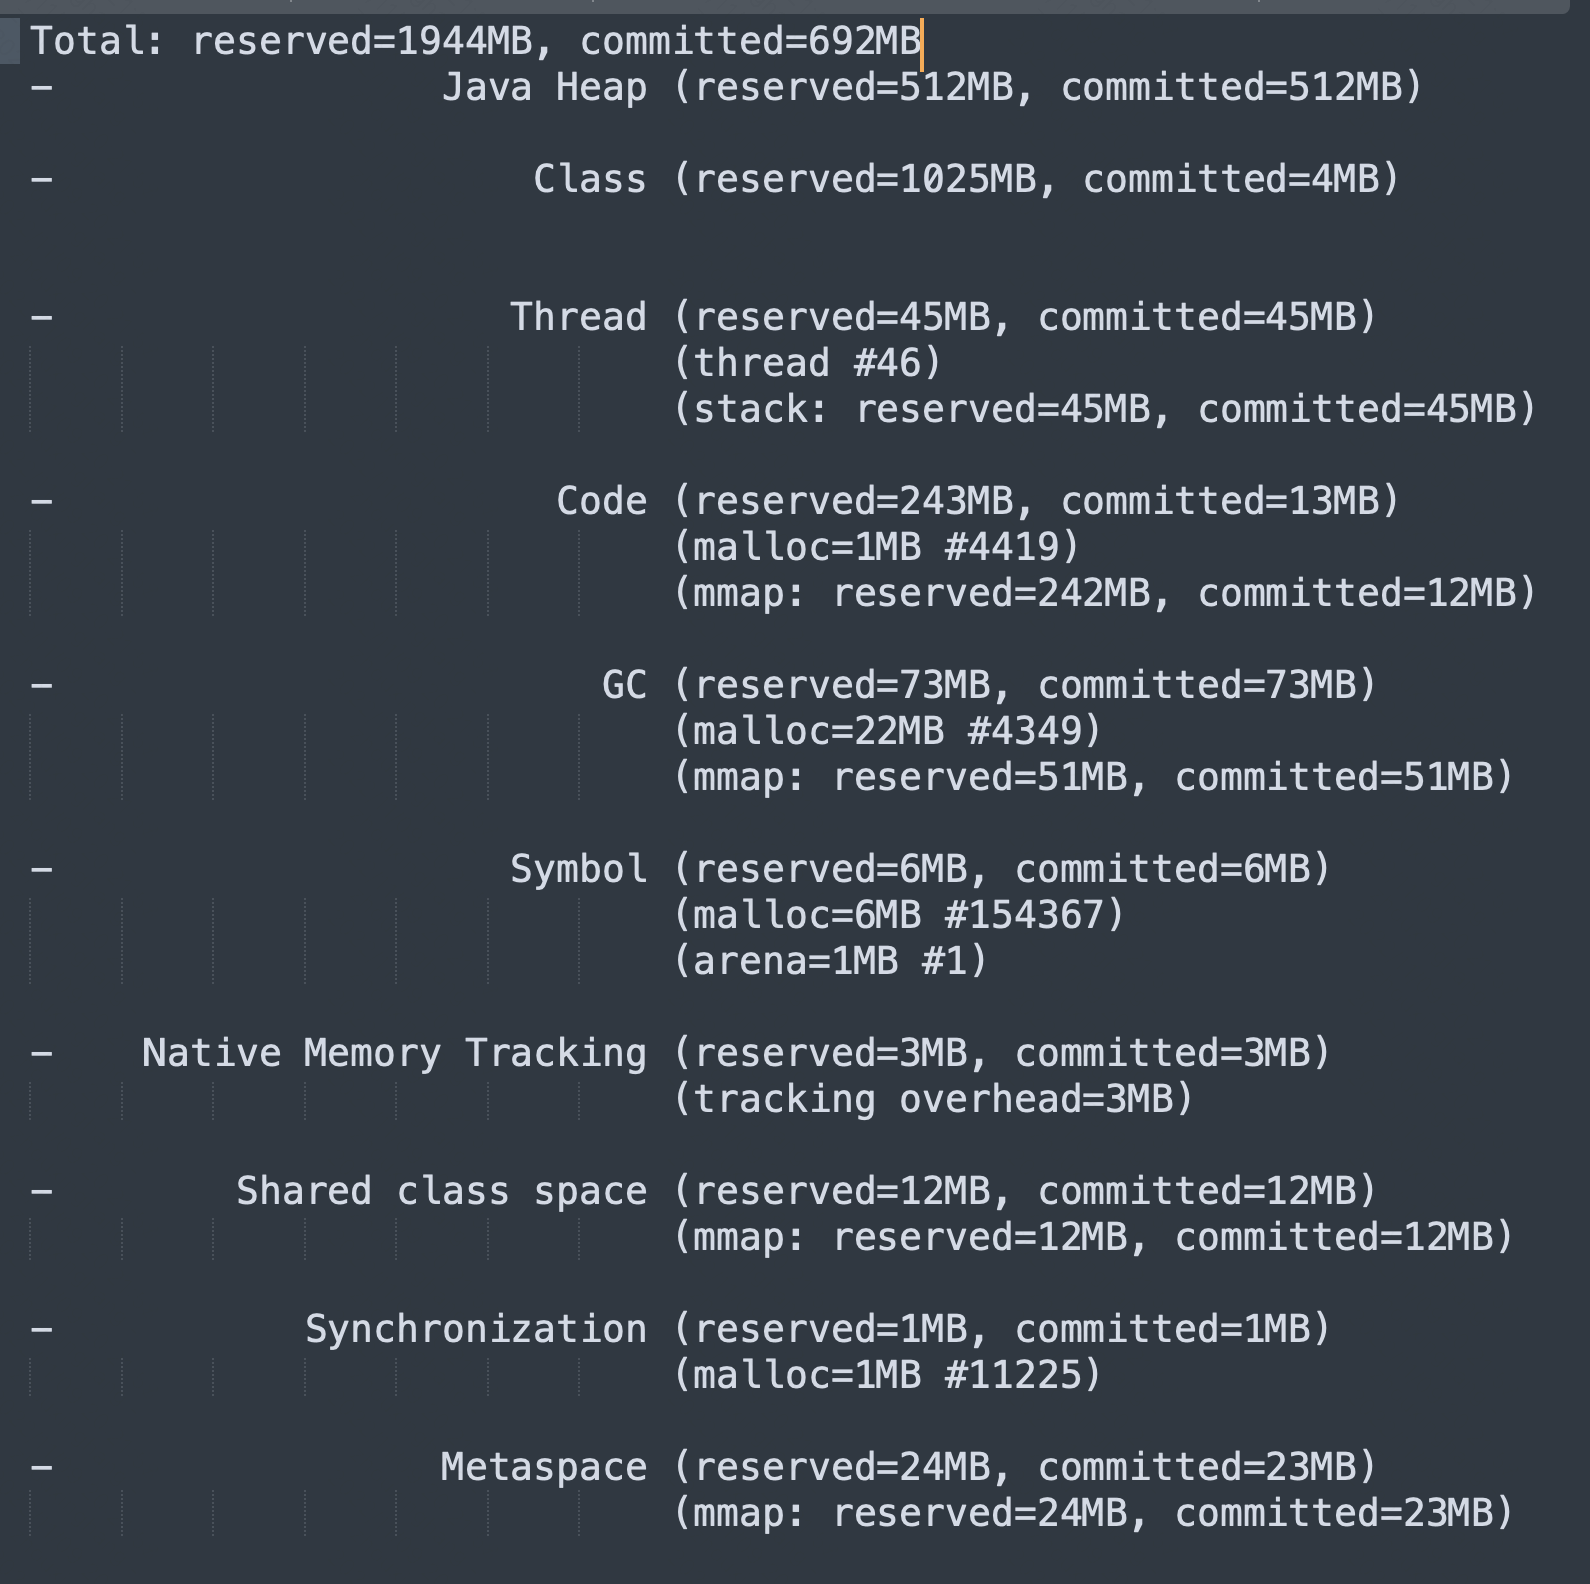 Total: reserved=1944MB, committed=692MB
- Java Heap (reserved=512MB, committed=512MB)
- Class (reserved=1025MB, committed=4MB)
- Thread (reserved=45MB, committed=45MB)
(thread #46)
(stack: reserved=45MB, committed=45MB)
- Code (reserved=243MB, committed=13MB)
(malloc=1MB #4419)
(mmap: reserved=242MB, committed=12MB)
- GC (reserved=73MB, committed=73MB)
(malloc=22MB #4349)
(mmap: reserved=51MB, committed=51MB)
- Symbol (reserved=6MB, committed=6MB)
(malloc=6MB #154367)
(arena=1MB #1)
- Native Memory Tracking (reserved=3MB, committed=3MB)
(tracking overhead=3MB)
- Shared class space (reserved=12MB, committed=12MB)
(mmap: reserved=12MB, committed=12MB)
- Synchronization (reserved=1MB, committed=1MB)
(malloc=1MB #11225)
- Metaspace (reserved=24MB, committed=23MB)
(mmap: reserved=24MB, committed=23MB)